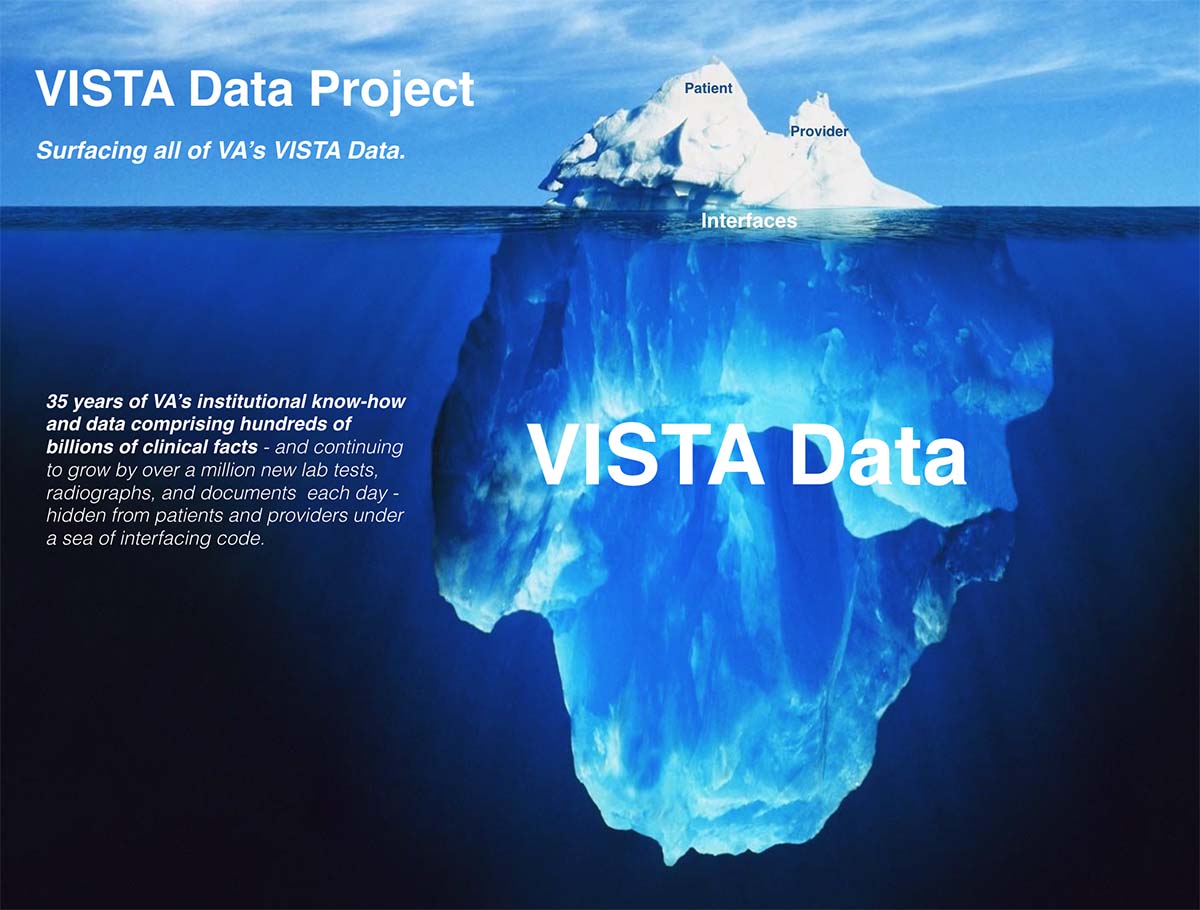 VISTA Data Project
Surfacing all of VA's VISTA Data.
Patient
Provider
Interfaces
35 years of VA's institutional know-how
and data comprising hundreds of
billions of clinical facts - and continuing
to grow by over a million new lab tests,
radiographs, and documents  each day -
hidden from patients and providers under
a sea of interfacing code.
VISTA Data